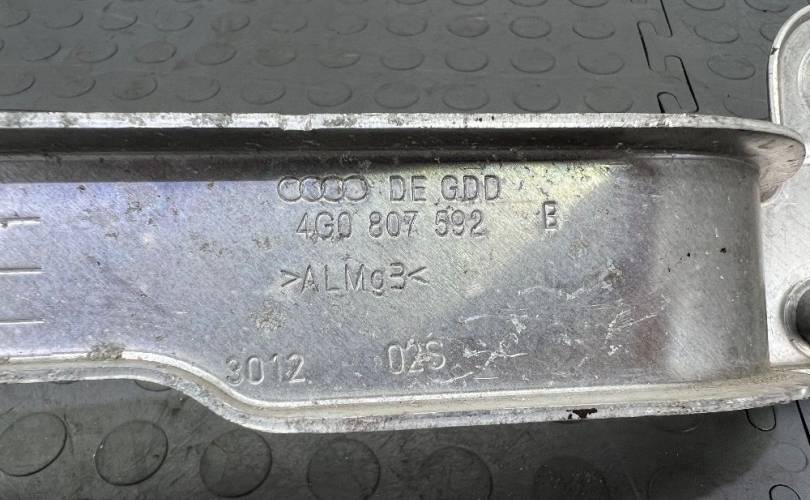 DE GDD
4G0 807 592 E
>ALMg3<
3012 02S